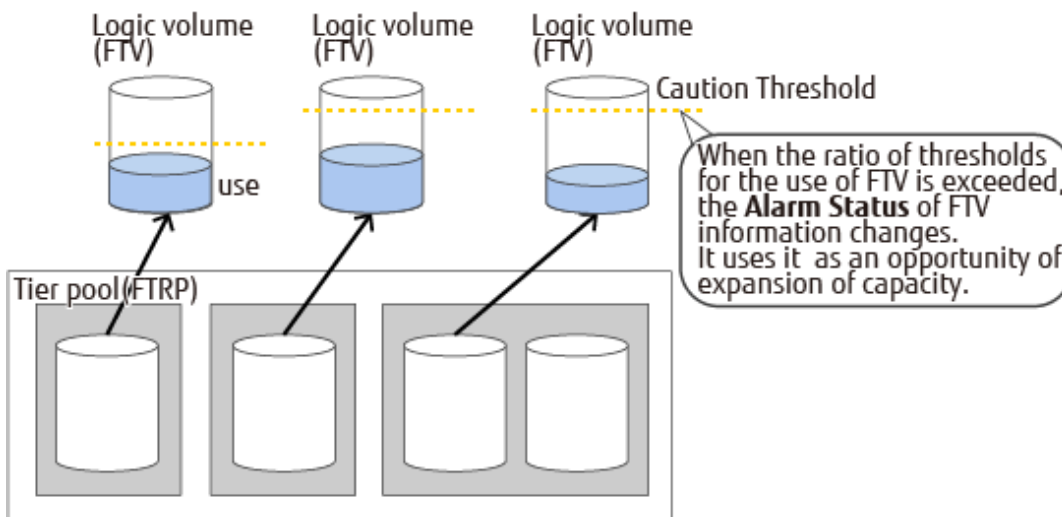 Logic volume
(FTV)
Logic volume
(FTV)
Logic volume
(FTV)
Caution Threshold
use
When the ratio of thresholds
for the use of FTV is exceeded,
the Alarm Status of FTV
information changes.
It uses it as an opportunity of
expansion of capacity.
Tier pool(FTRP)